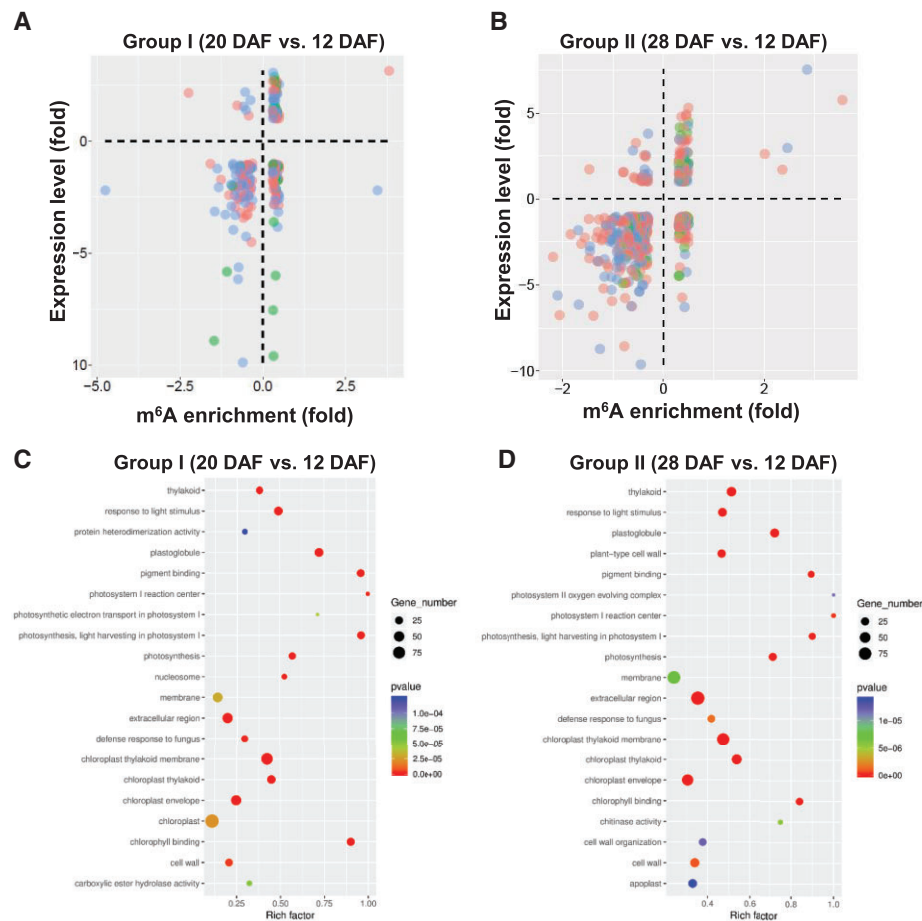 A
Group I (20 DAF vs. 12 DAF)
Expression level (fold)
0
−5
10
−5.0
−2.5
0.0
2.5
m⁶A enrichment (fold)
B
Group II (28 DAF vs. 12 DAF)
Expression level (fold)
5
0
−5
−10
−2
0
2
m⁶A enrichment (fold)
C
Group I (20 DAF vs. 12 DAF)
thylakoid
response to light stimulus
protein heterodimerization activity
plastoglobule
pigment binding
photosystem I reaction center
photosynthetic electron transport in photosystem I
photosynthesis, light harvesting in photosystem I
photosynthesis
nucleosome
membrane
extracellular region
defense response to fungus
chloroplast thylakoid membrane
chloroplast thylakoid
chloroplast envelope
chloroplast
chlorophyll binding
cell wall
carboxylic ester hydrolase activity
0.25
0.50
0.75
1.00
Rich factor
Gene_number
25
50
75
pvalue
1.0e−04
7.5e−05
5.0e−05
2.5e−05
0.0e+00
D
Group II (28 DAF vs. 12 DAF)
thylakoid
response to light stimulus
plastoglobule
plant−type cell wall
pigment binding
photosystem II oxygen evolving complex
photosystem I reaction center
photosynthesis, light harvesting in photosystem I
photosynthesis
membrane
extracellular region
defense response to fungus
chloroplast thylakoid membrane
chloroplast thylakoid
chloroplast envelope
chlorophyll binding
chitinase activity
cell wall organization
cell wall
apoplast
0.4
0.6
0.8
1.0
Rich factor
Gene_number
25
50
75
pvalue
1e−05
5e−06
0e+00